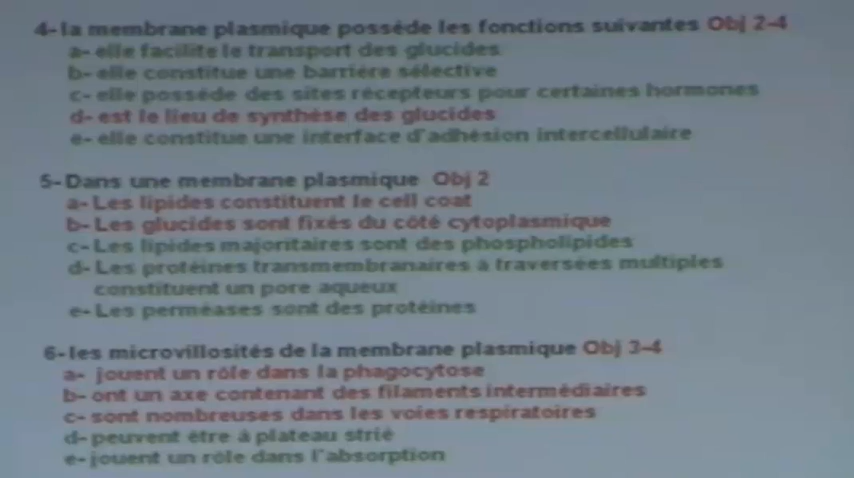 4-la membrane plasmique posséde les fonctions suivantes Obj 2-4
a- elle facilite le transport des glucides
b- elle constitue une barriére sélective
c- elle posséde des sites récepteurs pour certaines hormones
d- est le lieu de synthèse des glucides
e- elle constitue une interface d'adhésion intercellulaire
5-Dans une membrane plasmique Obj 2
a- Les lipides constituent le cell coat
b- Les glucides sont fixés du côté cytoplasmique
c- Les lipides majoritaires sont des phospholipides
d- Les protéines transmembranaires à traversées multiples
constituent un pore aqueux
e- Les perméases sont des protéines
6-les microvillosités de la membrane plasmique Obj 3-4
a- jouent un rôle dans la phagocytose
b- ont un axe contenant des filaments intermédiaires
c- sont nombreuses dans les voies respiratoires
d- peuvent être à plateau strié
e- jouent un rôle dans l'absorption